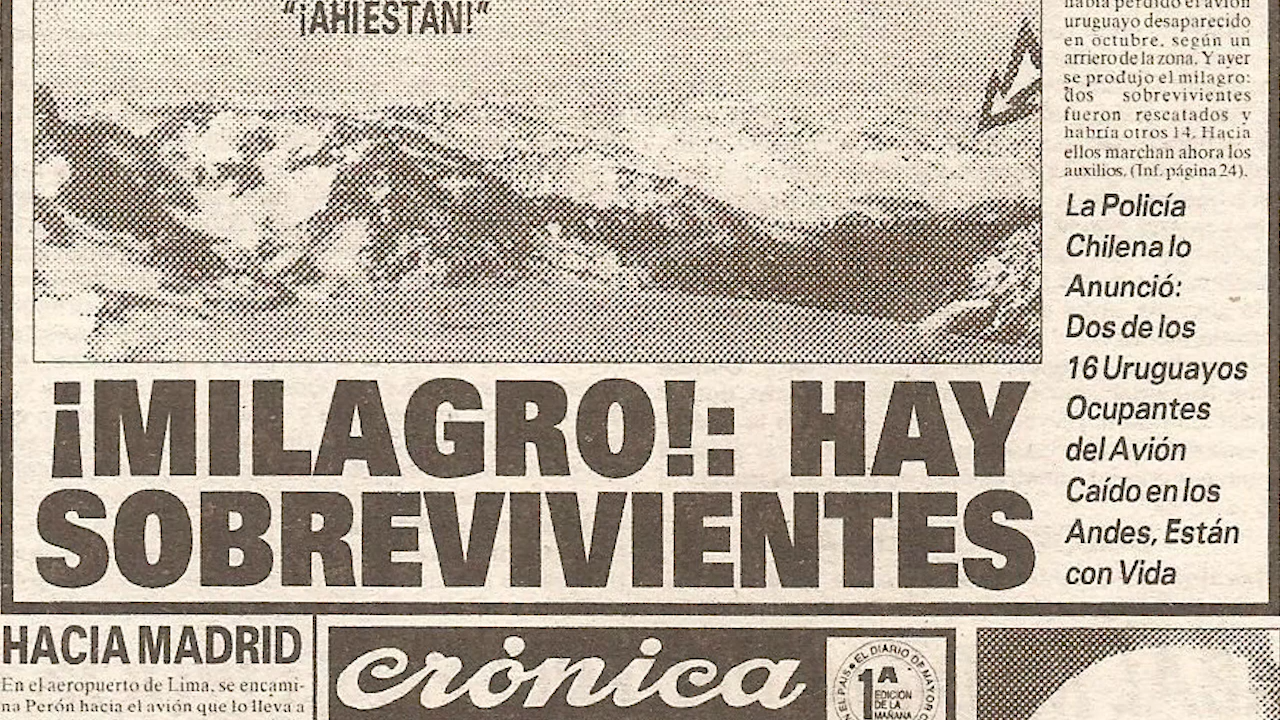 "¡AHI ESTAN!"
había perdido el avión
uruguayo desaparecido
en octubre, según un
arriero de la zona. Y ayer
se produjo el milagro:
dos sobrevivientes
fueron rescatados y
habría otros 14. Hacia
ellos marchan ahora los
auxilios. (Inf. página 24).
La Policía
Chilena lo
Anunció:
Dos de los
16 Uruguayos
Ocupantes
del Avión
Caído en los
Andes, Están
con Vida
¡MILAGRO!: HAY
SOBREVIVIENTES
HACIA MADRID
En el aeropuerto de Lima, se encami-
na Perón hacia el avión que lo lleva a
crónica
EL DIARIO DE MAYOR
EN EL PAIS
1A
EDICION
DE LA
MAÑANA